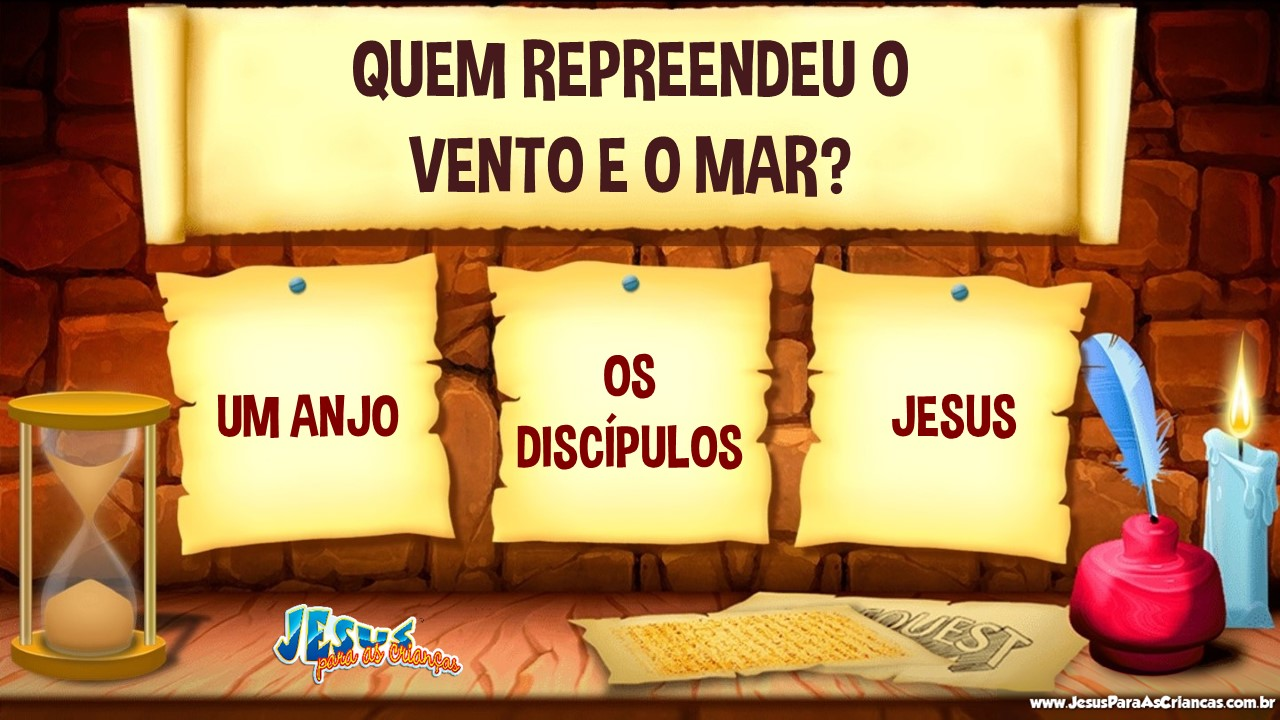 QUEM REPREENDEU O
VENTO E O MAR?
UM ANJO
OS
DISCÍPULOS
JESUS
JESUS
para as crianças
QUEST
www.JesusParaAsCriancas.com.br